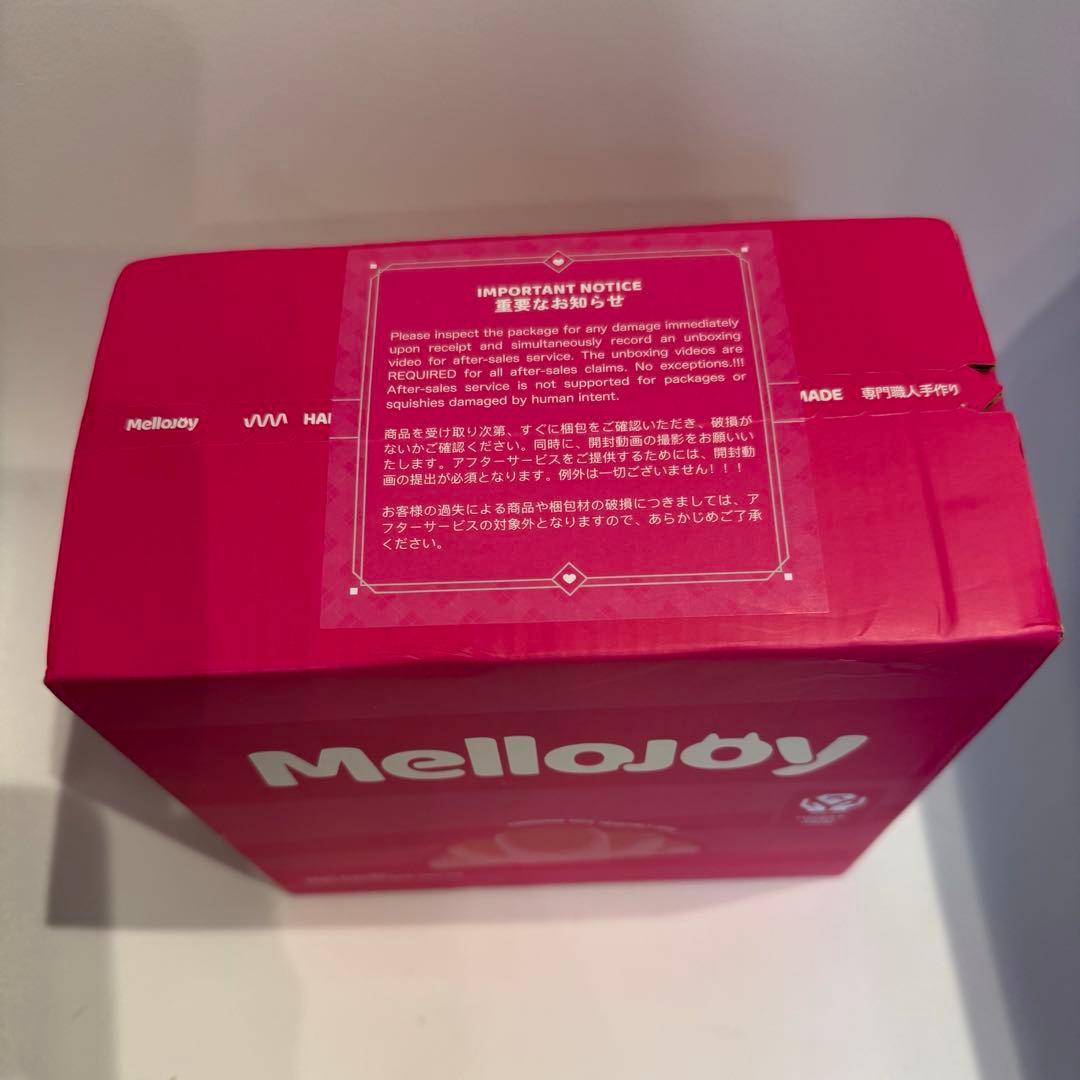 IMPORTANT NOTICE
重要なお知らせ
Please inspect the package for any damage immediately
upon receipt and simultaneously record an unboxing
video for after-sales service. The unboxing videos are
REQUIRED for all after-sales claims. No exceptions.!!!
After-sales service is not supported for packages or
squishies damaged by human intent.
商品を受け取り次第、すぐに梱包をご確認いただき、破損が
ないかご確認ください。同時に、開封動画の撮影をお願いい
たします。アフターサービスをご提供するためには、開封動
画の提出が必須となります。例外は一切ございません！！！
お客様の過失による商品や梱包材の破損につきましては、ア
フターサービスの対象外となりますので、あらかじめご了承
ください。
MelloJoy HAN MADE 専門職人手作り
MelloJoy